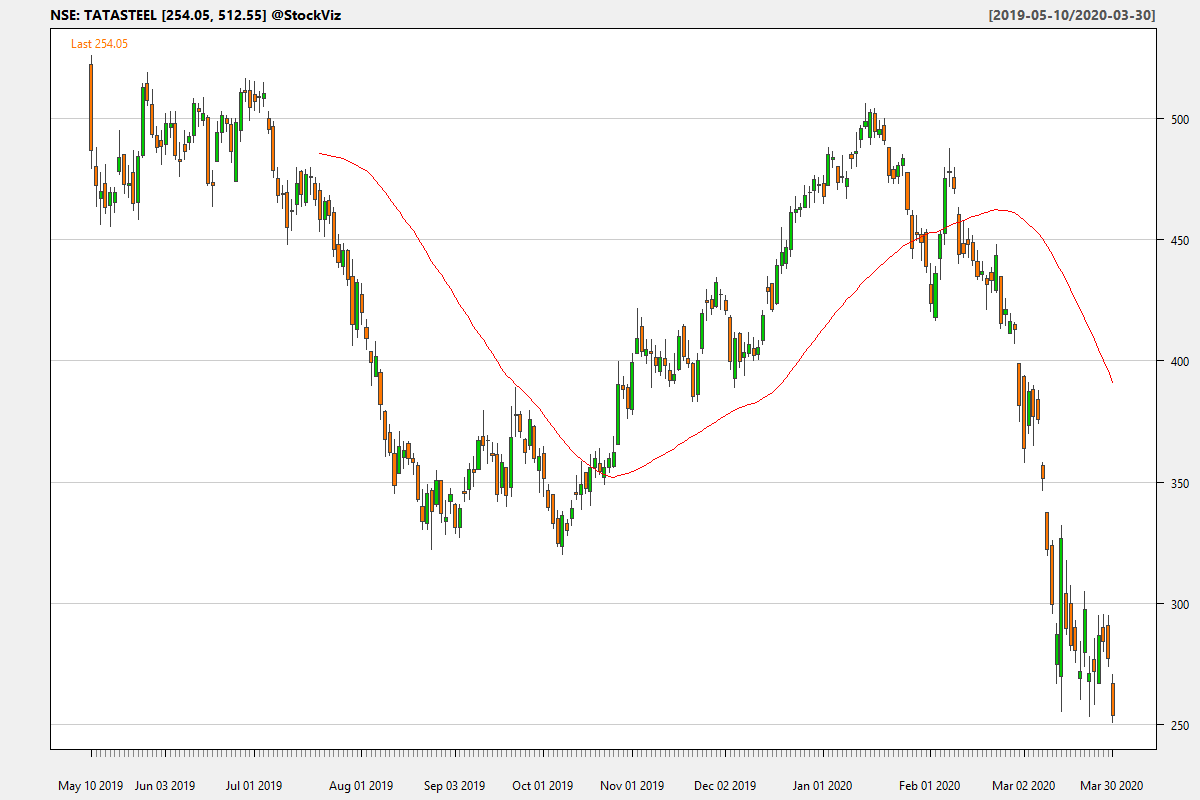 NSE: TATASTEEL [254.05, 512.55] @StockViz
[2019-05-10/2020-03-30]
Last 254.05
500
450
400
350
300
250
May 10 2019 Jun 03 2019 Jul 01 2019 Aug 01 2019 Sep 03 2019 Oct 01 2019 Nov 01 2019 Dec 02 2019 Jan 01 2020 Feb 01 2020 Mar 02 2020 Mar 30 2020